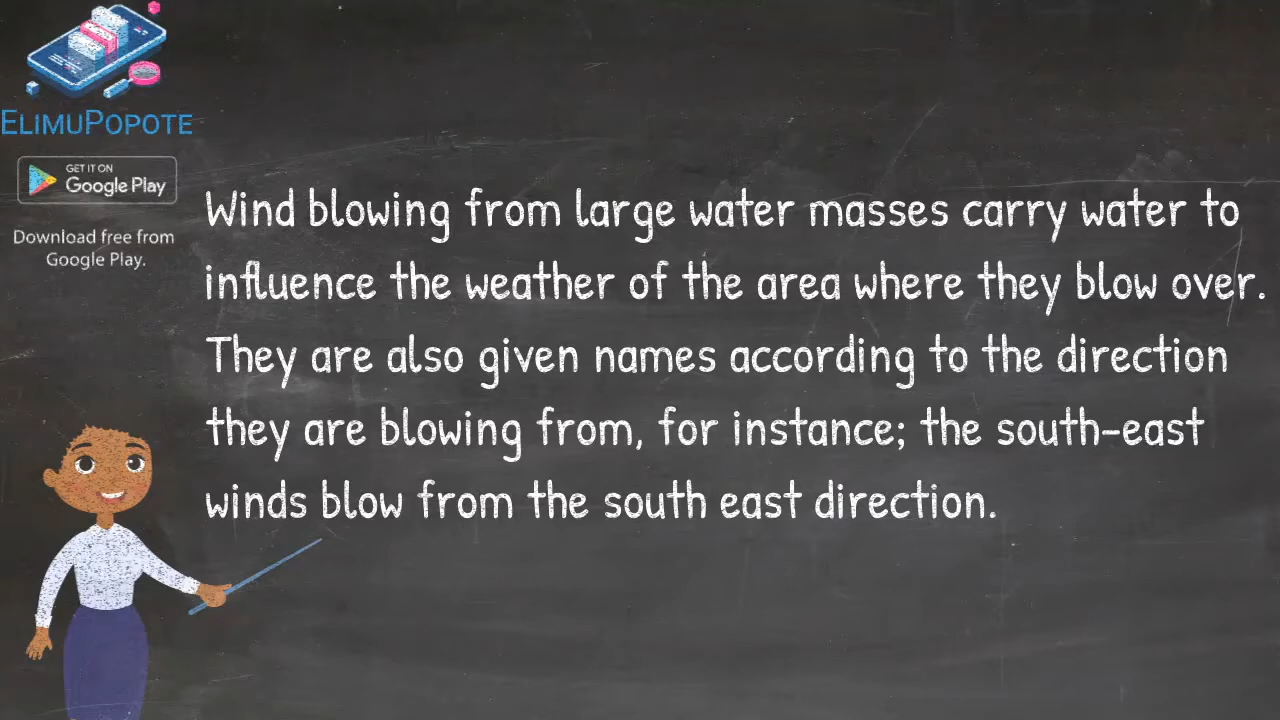 ELIMUPOPOTE
GET IT ON
Google Play
Download free from
Google Play.
Wind blowing from large water masses carry water to
influence the weather of the area where they blow over.
They are also given names according to the direction
they are blowing from, for instance; the south-east
winds blow from the south east direction.